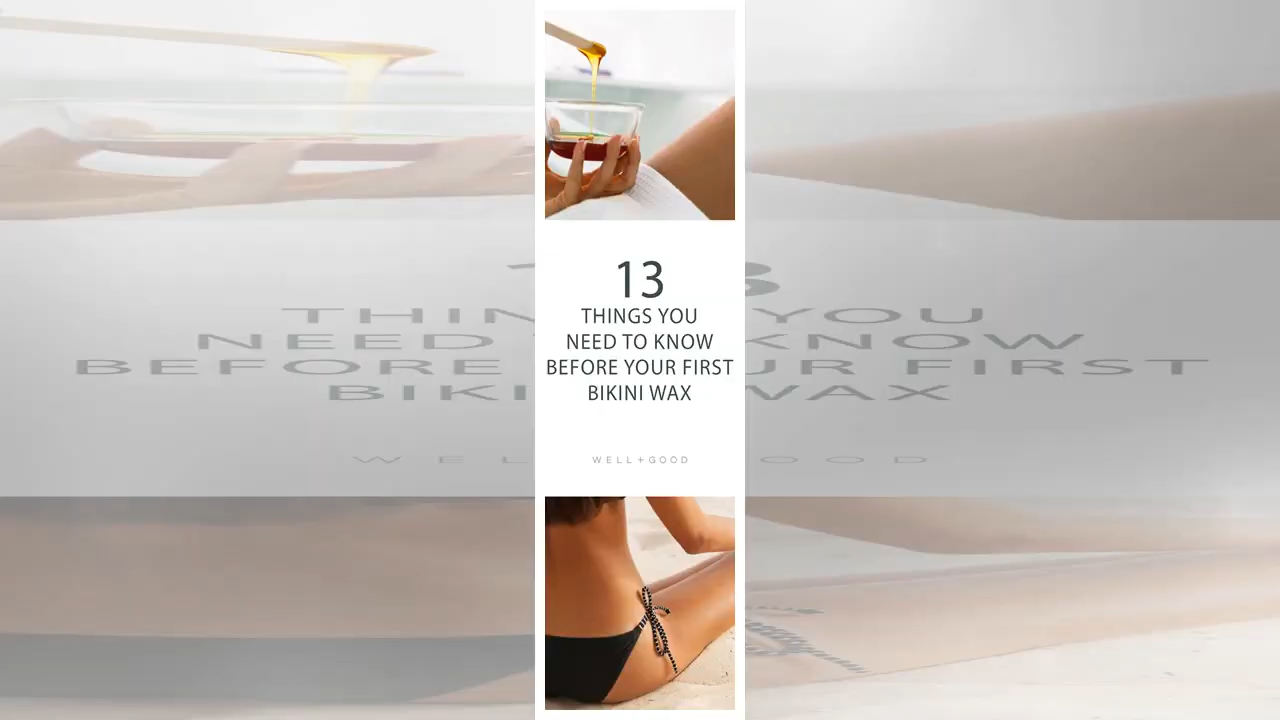 13
THINGS YOU
NEED TO KNOW
BEFORE YOUR FIRST
BIKINI WAX
WELL+GOOD